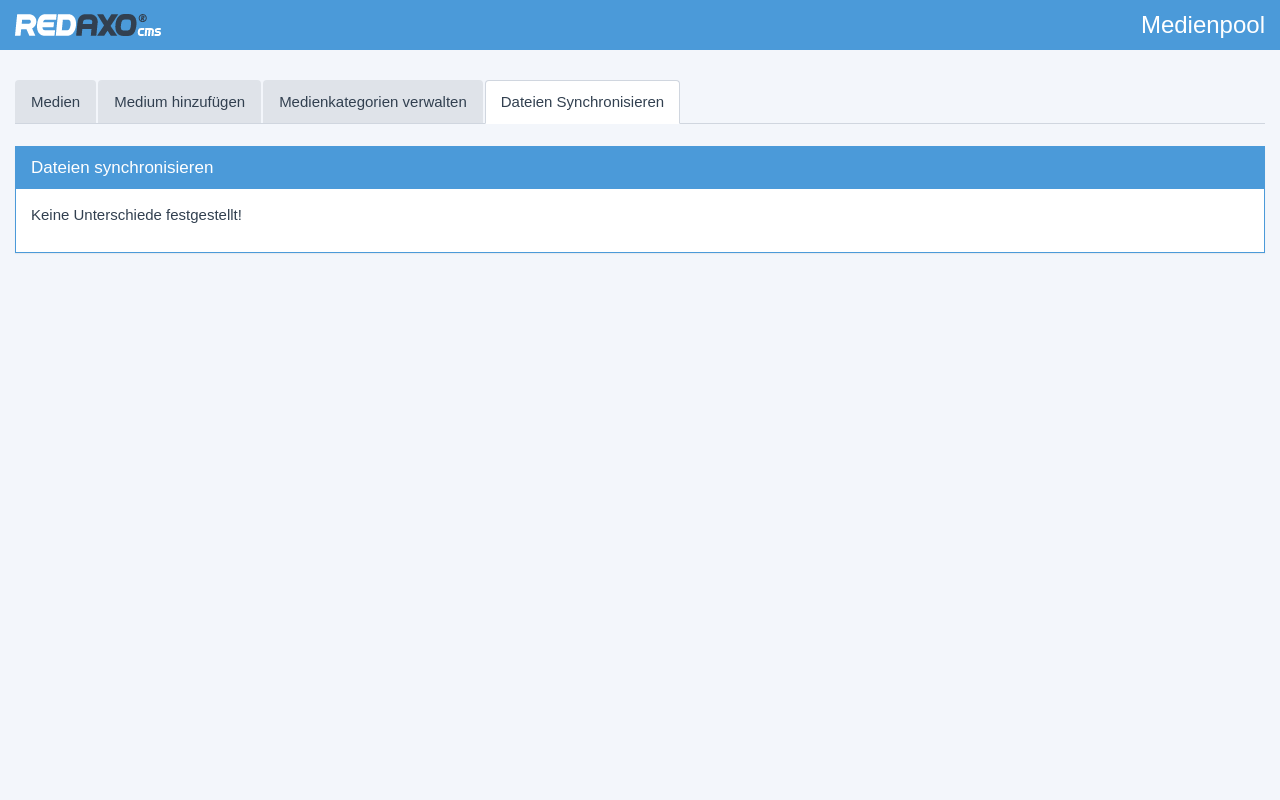 REDAXO® cms
Medienpool
Medien
Medium hinzufügen
Medienkategorien verwalten
Dateien Synchronisieren
Dateien synchronisieren
Keine Unterschiede festgestellt!